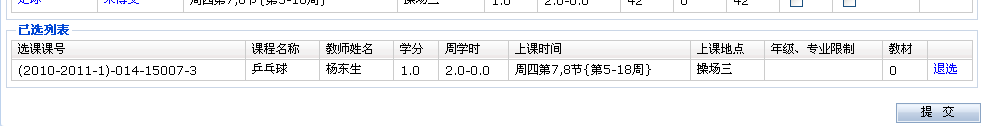 周四第7,8节{第5-18周} 操场三 1.0 2.0-0.0 42 0 42
已选列表
选课课号 课程名称 教师姓名 学分 周学时 上课时间 上课地点 年级、专业限制 教材
(2010-2011-1)-014-15007-3 乒乓球 杨东生 1.0 2.0-0.0 周四第7,8节{第5-18周} 操场三 0 退选
提 交